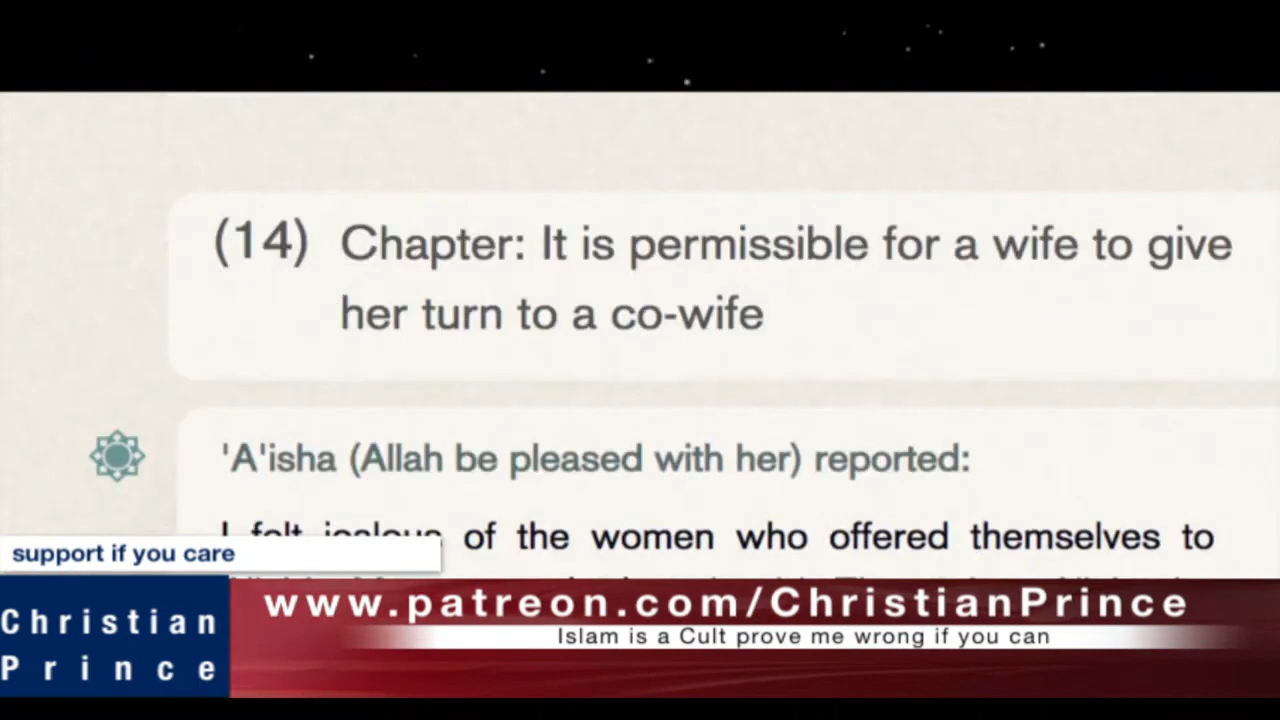 (14) Chapter: It is permissible for a wife to give
her turn to a co-wife
'A'isha (Allah be pleased with her) reported:
I felt jealous of the women who offered themselves to
support if you care
Christian
Prince
www.patreon.com/ChristianPrince
Islam is a Cult prove me wrong if you can